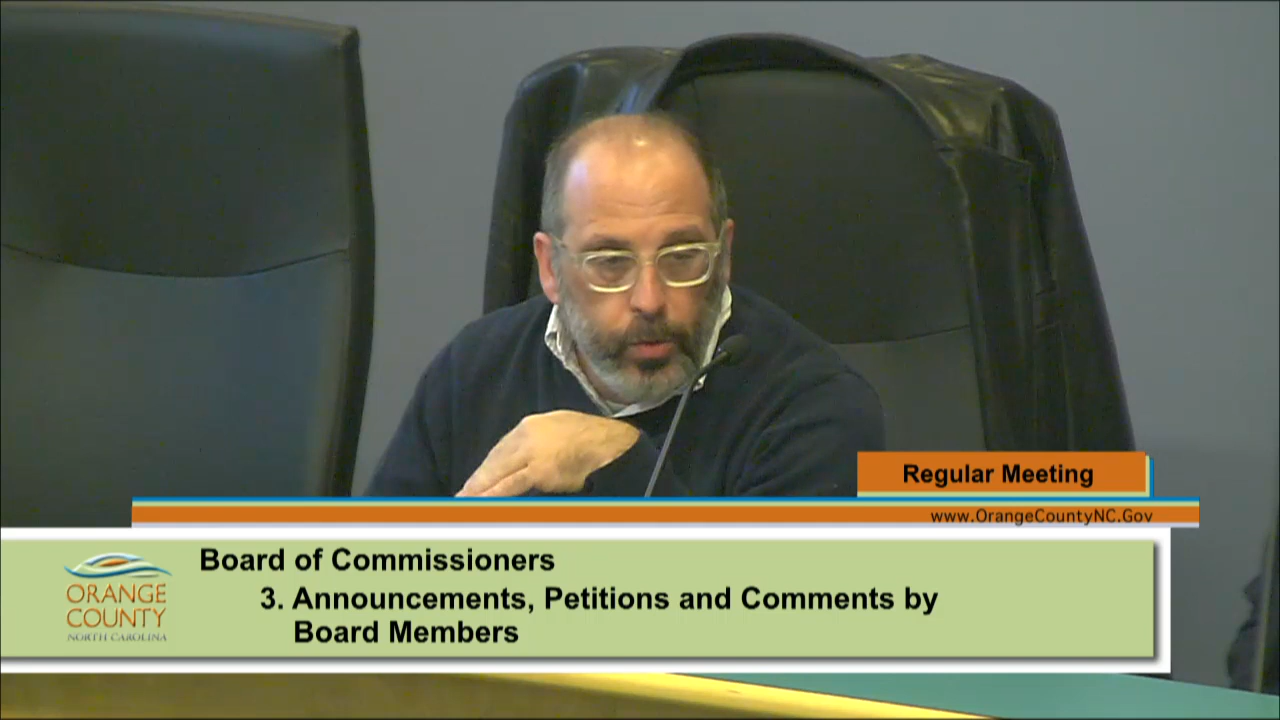 Regular Meeting
www.OrangeCountyNC.Gov
Board of Commissioners
3. Announcements, Petitions and Comments by
Board Members
ORANGE
COUNTY
NORTH CAROLINA